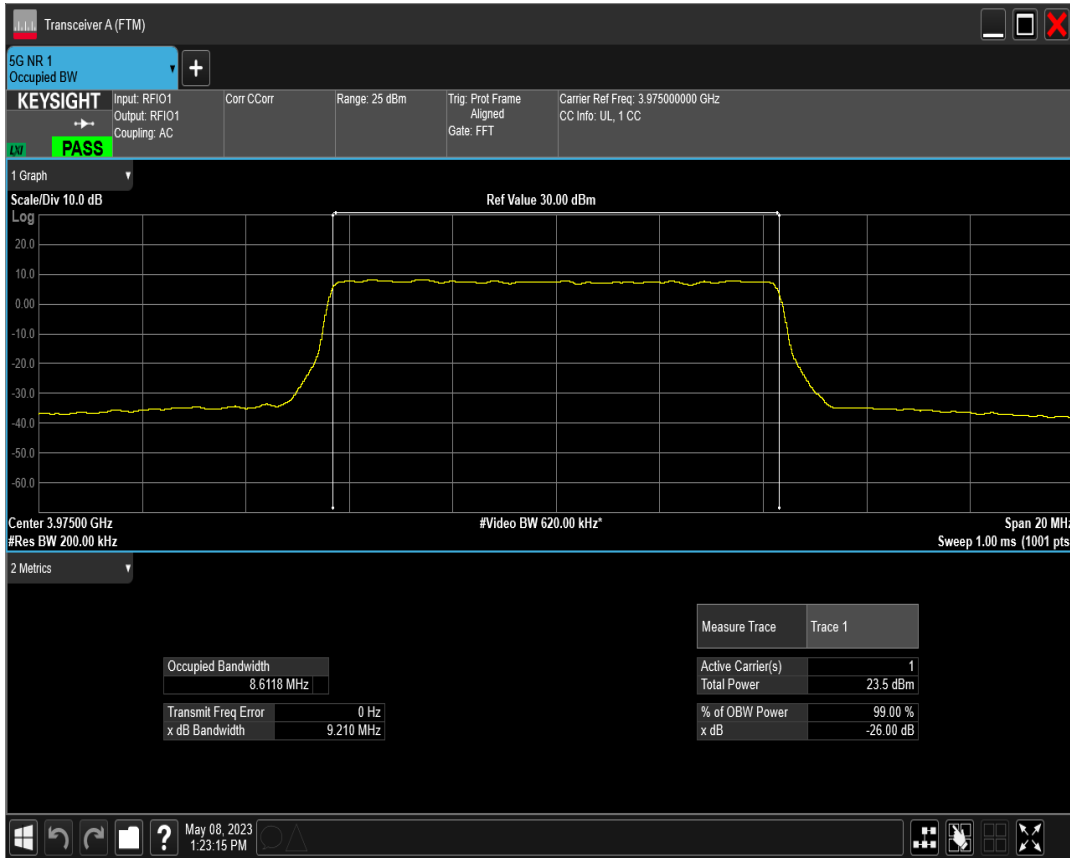 Transceiver A (FTM)
5G NR 1
Occupied BW
+
KEYSIGHT
LXI
PASS
Input: RFIO1
Output: RFIO1
Coupling: AC
Corr CCorr
Range: 25 dBm
Trig: Prot Frame
Aligned
Gate: FFT
Carrier Ref Freq: 3.975000000 GHz
CC Info: UL, 1 CC
1 Graph
Scale/Div 10.0 dB
Ref Value 30.00 dBm
Log
20.0
10.0
0.00
-10.0
-20.0
-30.0
-40.0
-50.0
-60.0
Center 3.97500 GHz
#Video BW 620.00 kHz*
Span 20 MHz
#Res BW 200.00 kHz
Sweep 1.00 ms (1001 pts
2 Metrics
Measure Trace Trace 1
Occupied Bandwidth
8.6118 MHz
Active Carrier(s) 1
Total Power 23.5 dBm
Transmit Freq Error 0 Hz
x dB Bandwidth 9.210 MHz
% of OBW Power 99.00 %
x dB -26.00 dB
?
May 08, 2023
1:23:15 PM